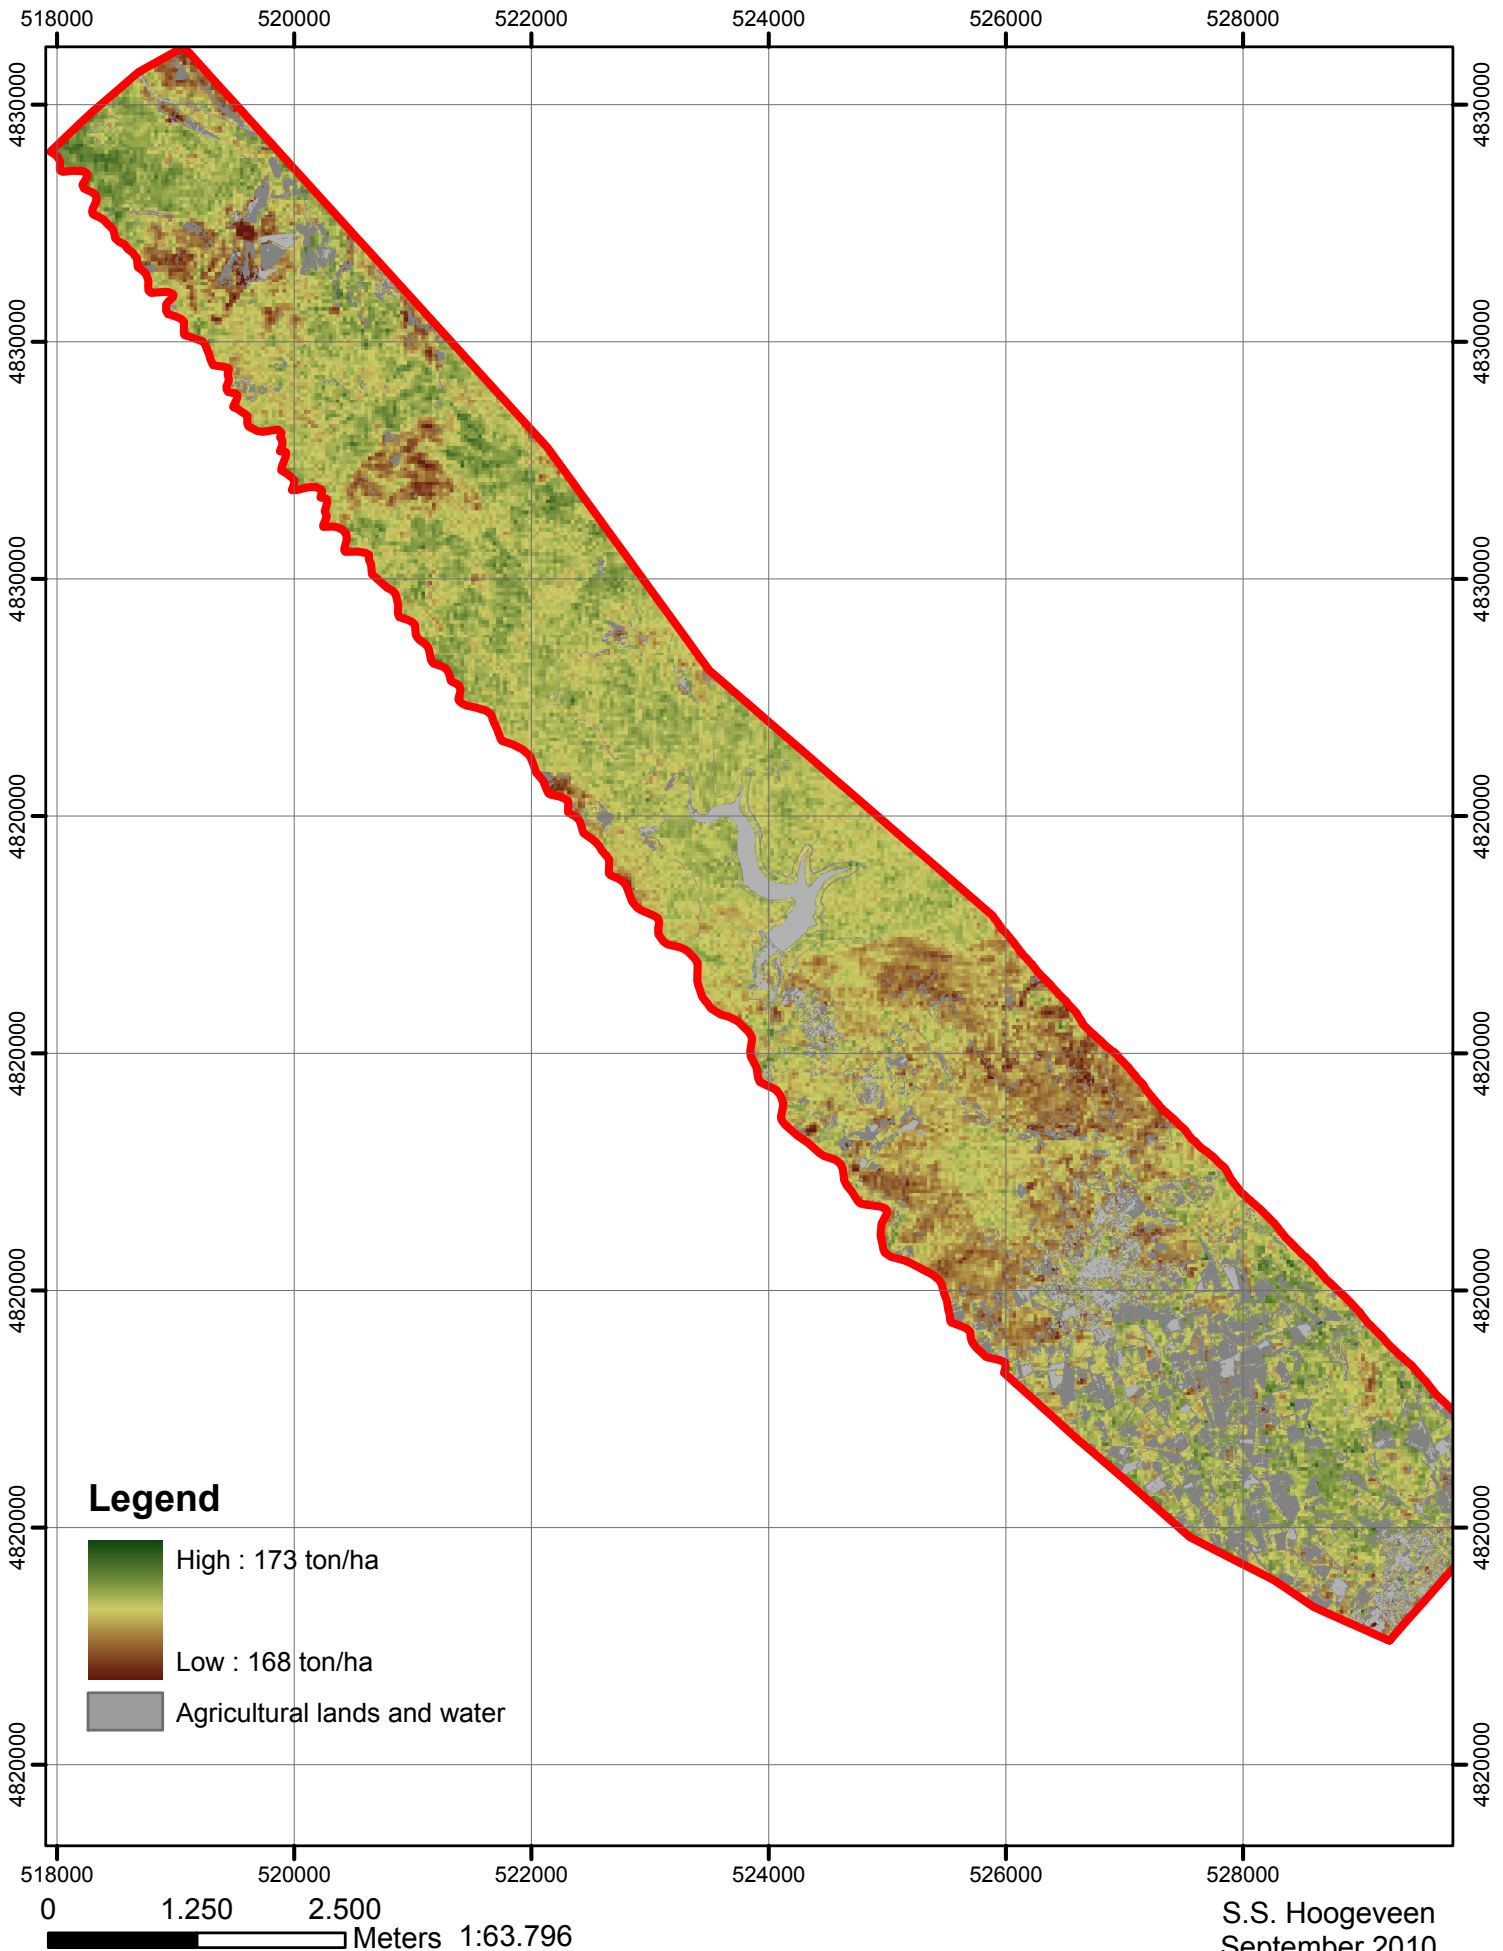 518000 520000 522000 524000 526000 528000
4830000 4830000
4830000 4830000
4830000 4830000
4820000 4820000
4820000 4820000
4820000 4820000
4820000 4820000
4820000 4820000
Legend
High : 173 ton/ha
Low : 168 ton/ha
Agricultural lands and water
518000 520000 522000 524000 526000 528000
0 1.250 2.500
Meters 1:63.796
S.S. Hoogeveen
September 2010